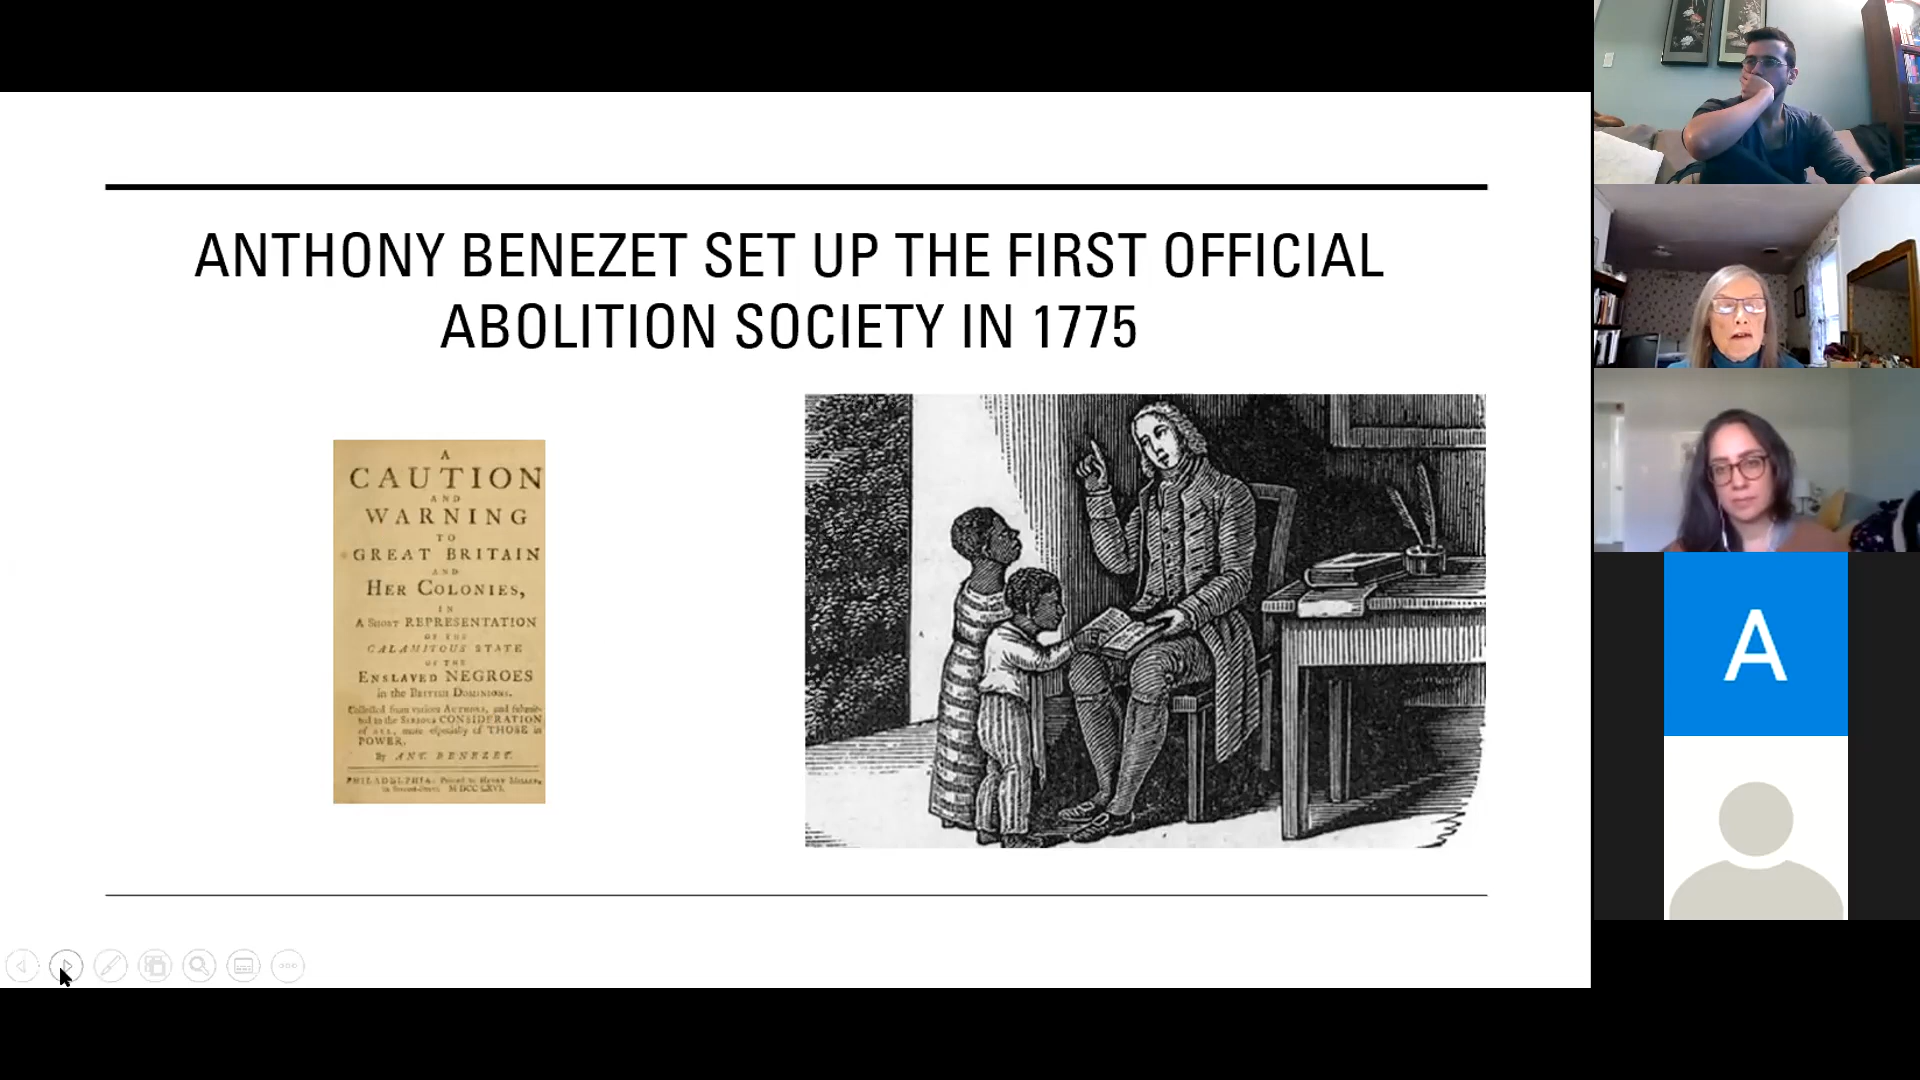 ANTHONY BENEZET SET UP THE FIRST OFFICIAL
ABOLITION SOCIETY IN 1775
A
CAUTION
AND
WARNING
TO
GREAT BRITAIN
AND
HER COLONIES,
IN
A SHORT REPRESENTATION
OF THE
CALAMITOUS STATE
OF THE
ENSLAVED NEGROES
in the BRITISH DOMINIONS.
Collected from various AUTHORS, and submit-
ted to the SERIOUS CONSIDERATION
of ALL, more especially of THOSE in
POWER.
By ANT. BENEZET.
PHILADELPHIA: Printed by HENRY MILLER,
in Second-Street. M DCC LXVI.
A